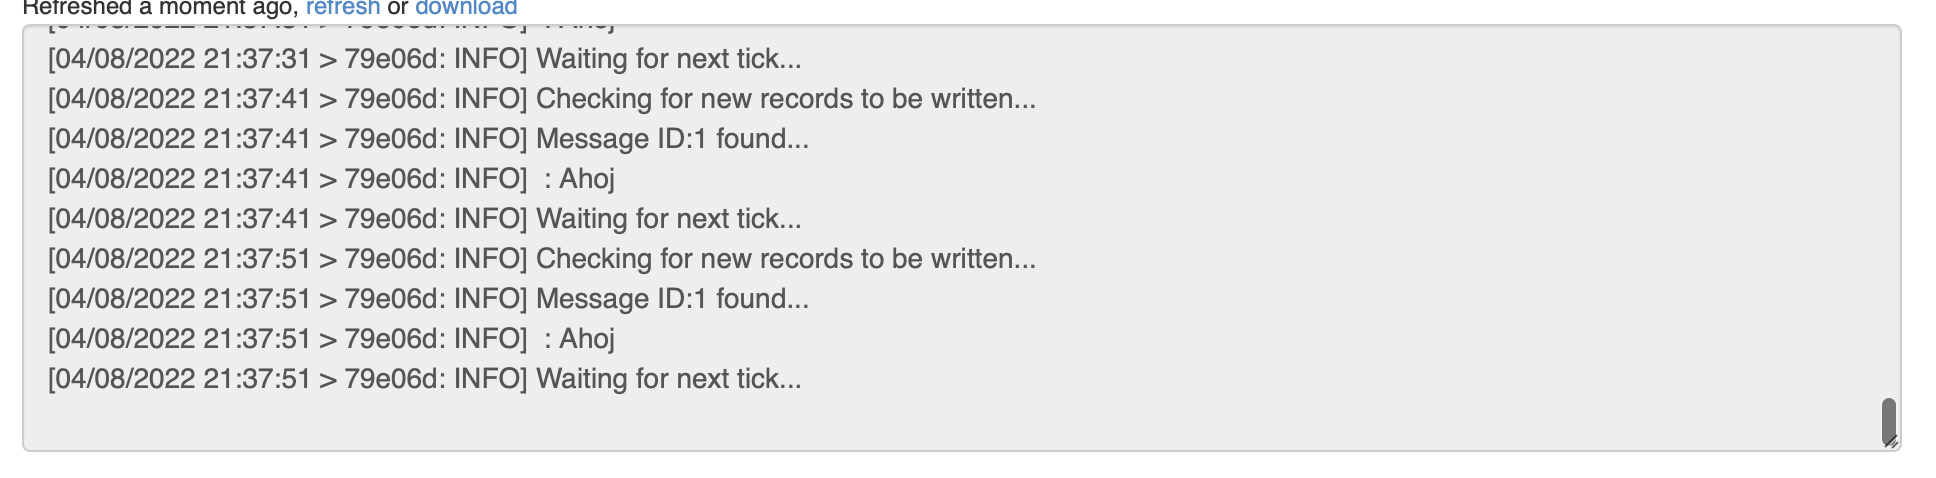 Refreshed a moment ago, refresh or download
[04/08/2022 21:37:31 > 79e06d: INFO] Waiting for next tick...
[04/08/2022 21:37:41 > 79e06d: INFO] Checking for new records to be written...
[04/08/2022 21:37:41 > 79e06d: INFO] Message ID:1 found...
[04/08/2022 21:37:41 > 79e06d: INFO]  : Ahoj
[04/08/2022 21:37:41 > 79e06d: INFO] Waiting for next tick...
[04/08/2022 21:37:51 > 79e06d: INFO] Checking for new records to be written...
[04/08/2022 21:37:51 > 79e06d: INFO] Message ID:1 found...
[04/08/2022 21:37:51 > 79e06d: INFO]  : Ahoj
[04/08/2022 21:37:51 > 79e06d: INFO] Waiting for next tick...